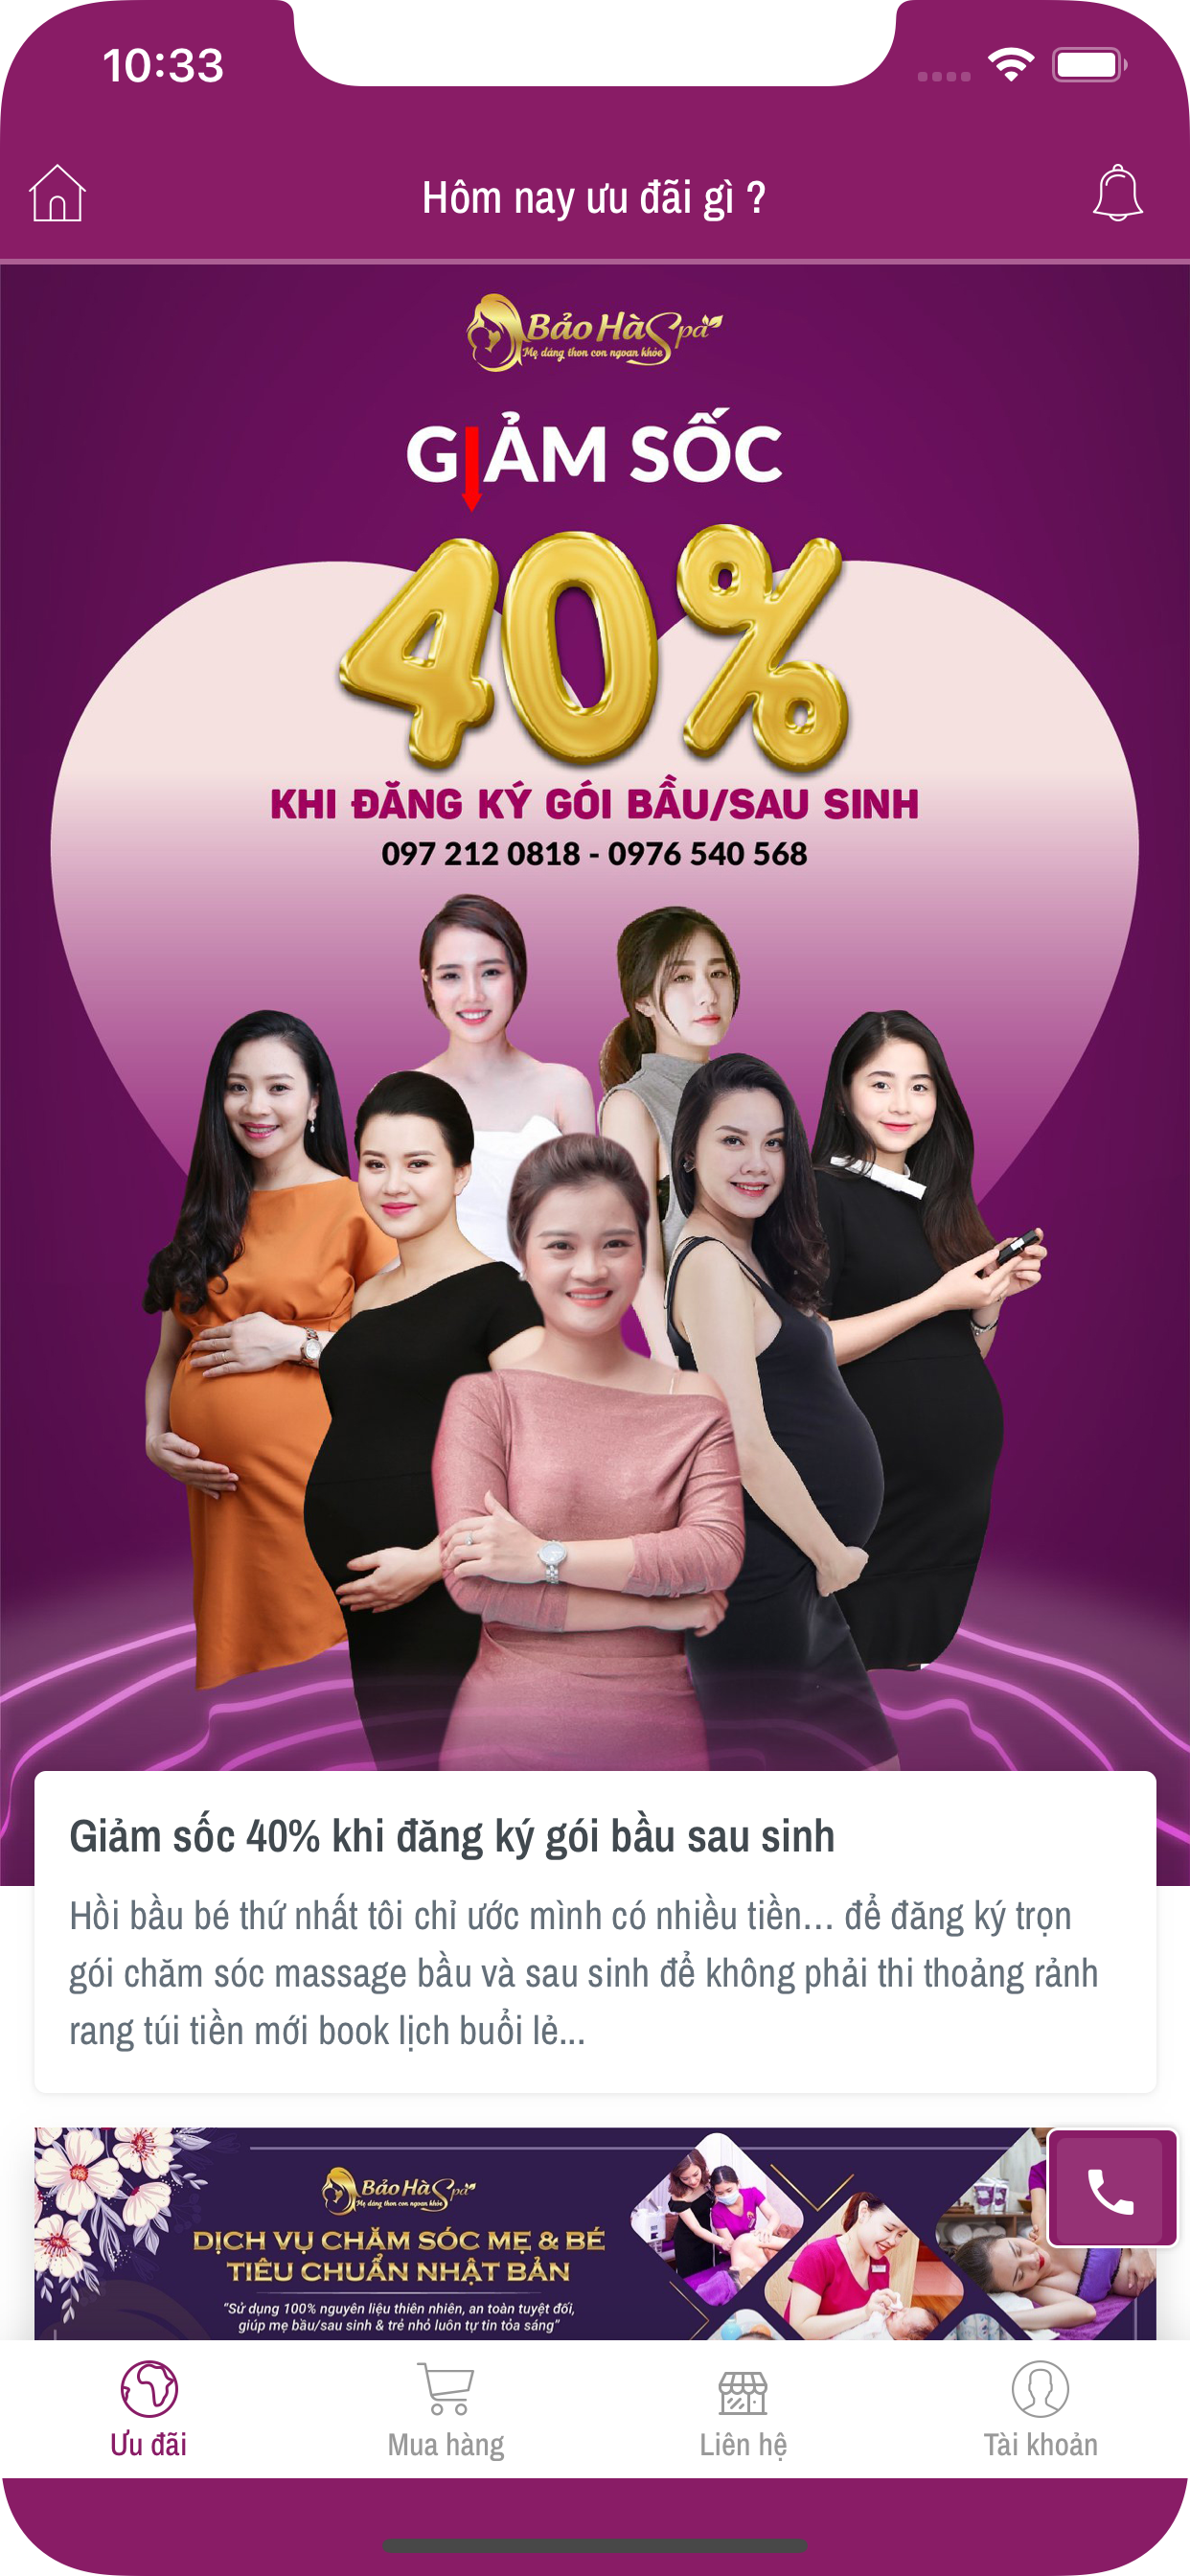 10:33
Hôm nay ưu đãi gì ?
Bảo Hà Spa
Mẹ dáng thon con ngoan khỏe
GIẢM SỐC
40%
KHI ĐĂNG KÝ GÓI BẦU/SAU SINH
097 212 0818 - 0976 540 568
Giảm sốc 40% khi đăng ký gói bầu sau sinh
Hồi bầu bé thứ nhất tôi chỉ ước mình có nhiều tiền... để đăng ký trọn
gói chăm sóc massage bầu và sau sinh để không phải thi thoảng rảnh
rang túi tiền mới book lịch buổi lẻ...
Bảo Hà Spa
Mẹ dáng thon con ngoan khỏe
DỊCH VỤ CHĂM SÓC MẸ & BÉ
TIÊU CHUẨN NHẬT BẢN
"Sử dụng 100% nguyên liệu thiên nhiên, an toàn tuyệt đối,
giúp mẹ bầu/sau sinh & trẻ nhỏ luôn tự tin tỏa sáng"
Ưu đãi
Mua hàng
Liên hệ
Tài khoản